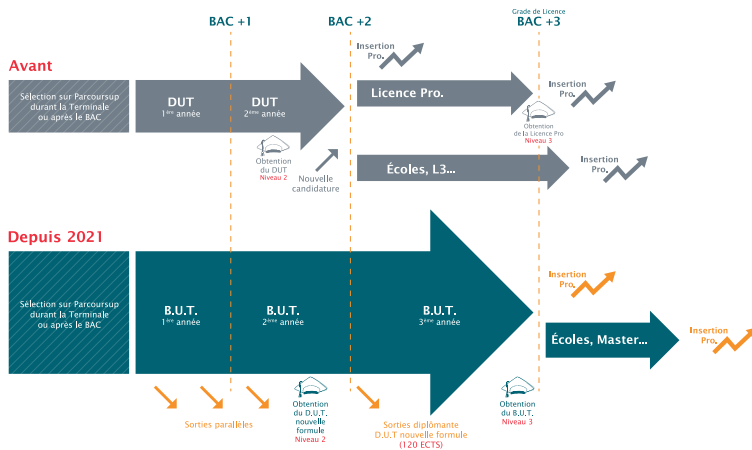 Grade de Licence
BAC +1
BAC +2
BAC +3
Avant
Insertion
Pro.
Sélection sur Parcoursup
durant la Terminale
ou après le BAC
DUT
1ère année
DUT
2ème année
Licence Pro.
Insertion
Pro.
Obtention
du DUT
Niveau 2
Nouvelle
candidature
Obtention
de la Licence Pro
Niveau 3
Écoles, L3...
Insertion
Pro.
Depuis 2021
Sélection sur Parcoursup
durant la Terminale
ou après le BAC
B.U.T.
1ère année
B.U.T.
2ème année
B.U.T.
3ème année
Insertion
Pro.
Écoles, Master...
Insertion
Pro.
Sorties parallèles
Obtention
du D.U.T.
nouvelle
formule
Niveau 2
Sorties diplômante
D.U.T nouvelle formule
(120 ECTS)
Obtention
du B.U.T.
Niveau 3